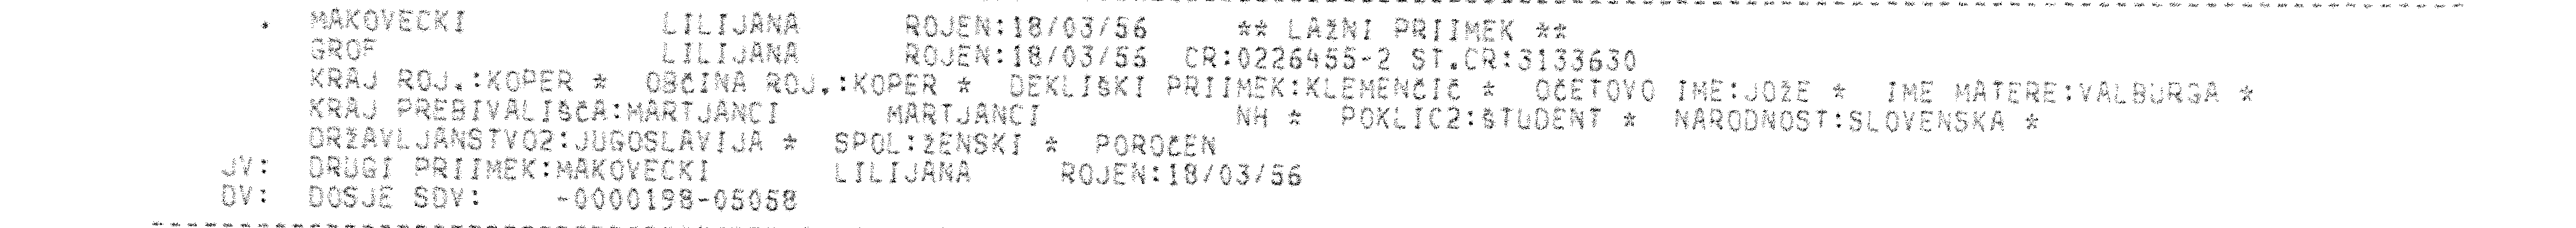 . MAKOVECKI LILIJANA ROJEN:18/03/56 ** LAŽNI PRIIMEK **
GROF LILIJANA ROJEN:18/03/56 CR:0226455-2 ST.CR:3133630
KRAJ ROJ.:KOPER * OBČINA ROJ.:KOPER * DEKLIŠKI PRIIMEK:KLEMENČIČ * OČETOVO IME:JOŽE * IME MATERE:VALBURGA *
KRAJ PREBIVALIŠČA:MARTJANCI MARTJANCI NH * POKLIC2:ŠTUDENT * NARODNOST:SLOVENSKA *
DRŽAVLJANSTVO2:JUGOSLAVIJA * SPOL:ŽENSKI * POROČEN
JV: DRUGI PRIIMEK:MAKOVECKI LILIJANA ROJEN:18/03/56
DV: DOSJE SDV: -0000198-05058